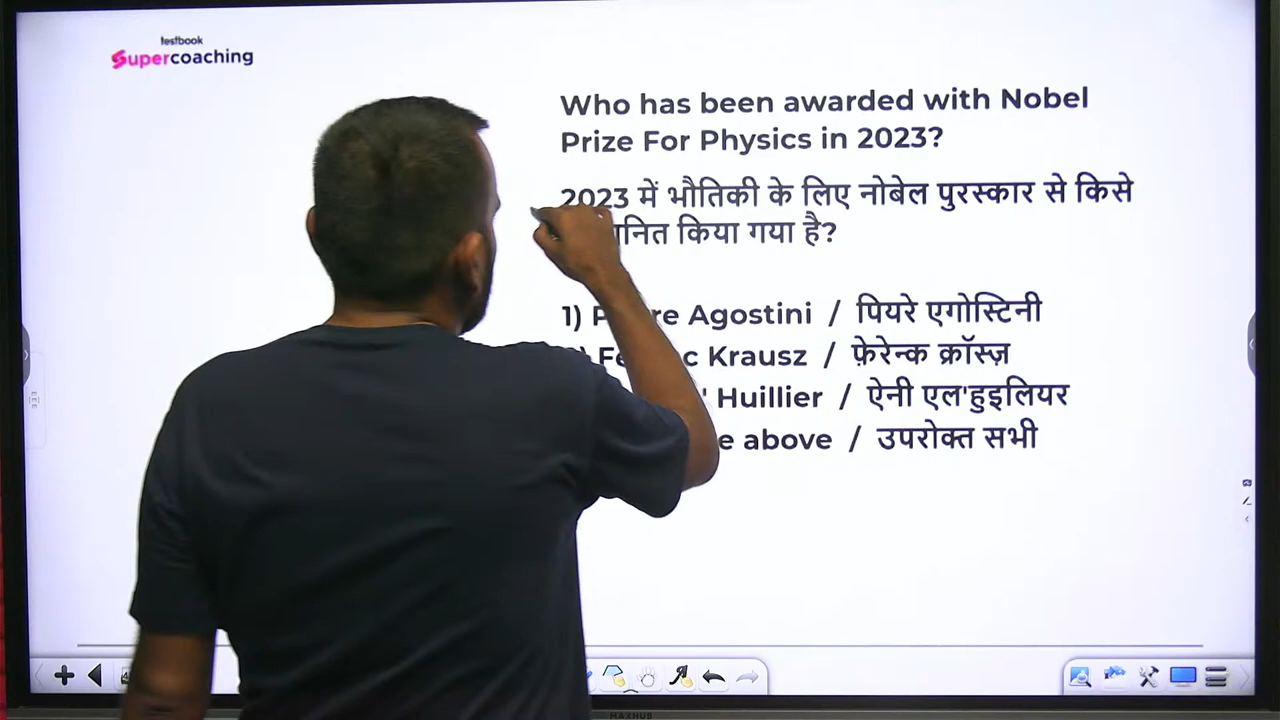 testbook
Supercoaching
Who has been awarded with Nobel
Prize For Physics in 2023?
2023 में भौतिकी के लिए नोबेल पुरस्कार से किसे
किया गया है?
1) Agostini / पियरे एगोस्टिनी
Krausz / फ़ेरेन्क क्रॉस्ज़
' Huillier / ऐनी एल'हुइलियर
above / उपरोक्त सभी
MAXHUB